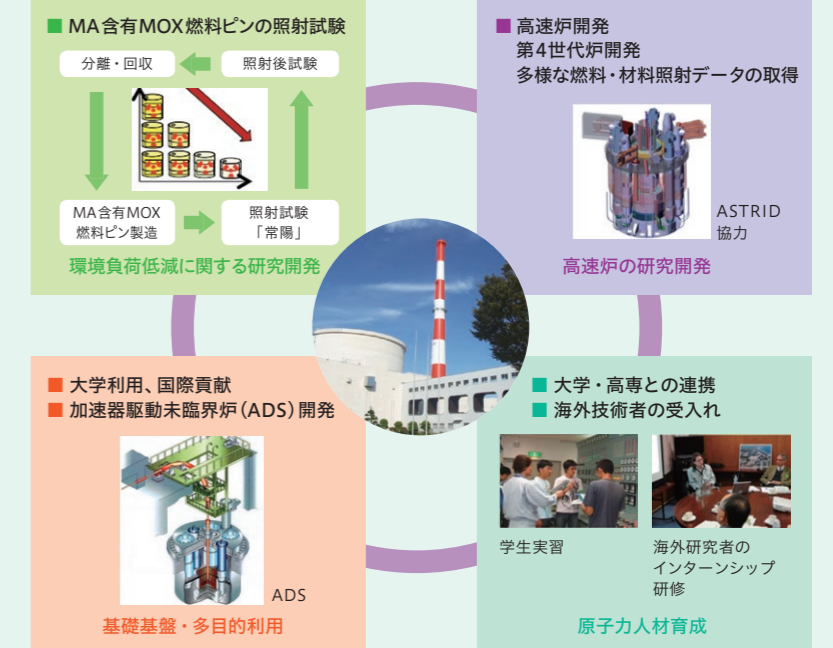 ■ MA含有MOX燃料ピンの照射試験
分離・回収
照射後試験
MA含有MOX
燃料ピン製造
照射試験
「常陽」
環境負荷低減に関する研究開発
■ 高速炉開発
第4世代炉開発
多様な燃料・材料照射データの取得
ASTRID
協力
高速炉の研究開発
■ 大学利用、国際貢献
■ 加速器駆動未臨界炉(ADS)開発
ADS
基礎基盤・多目的利用
■ 大学・高専との連携
■ 海外技術者の受入れ
学生実習
海外研究者の
インターンシップ
研修
原子力人材育成